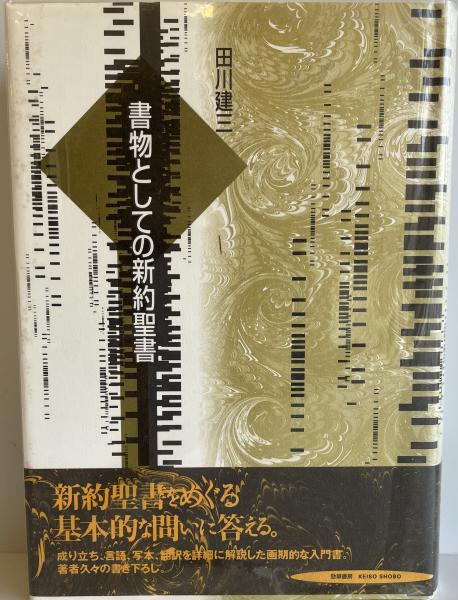 田川建三
書物としての新約聖書
新約聖書をめぐる
基本的な問いに答える。
成り立ち、言語、写本、翻訳を詳細に解説した画期的な入門書。
著者久々の書き下ろし。
勁草書房 KEISO SHOBO